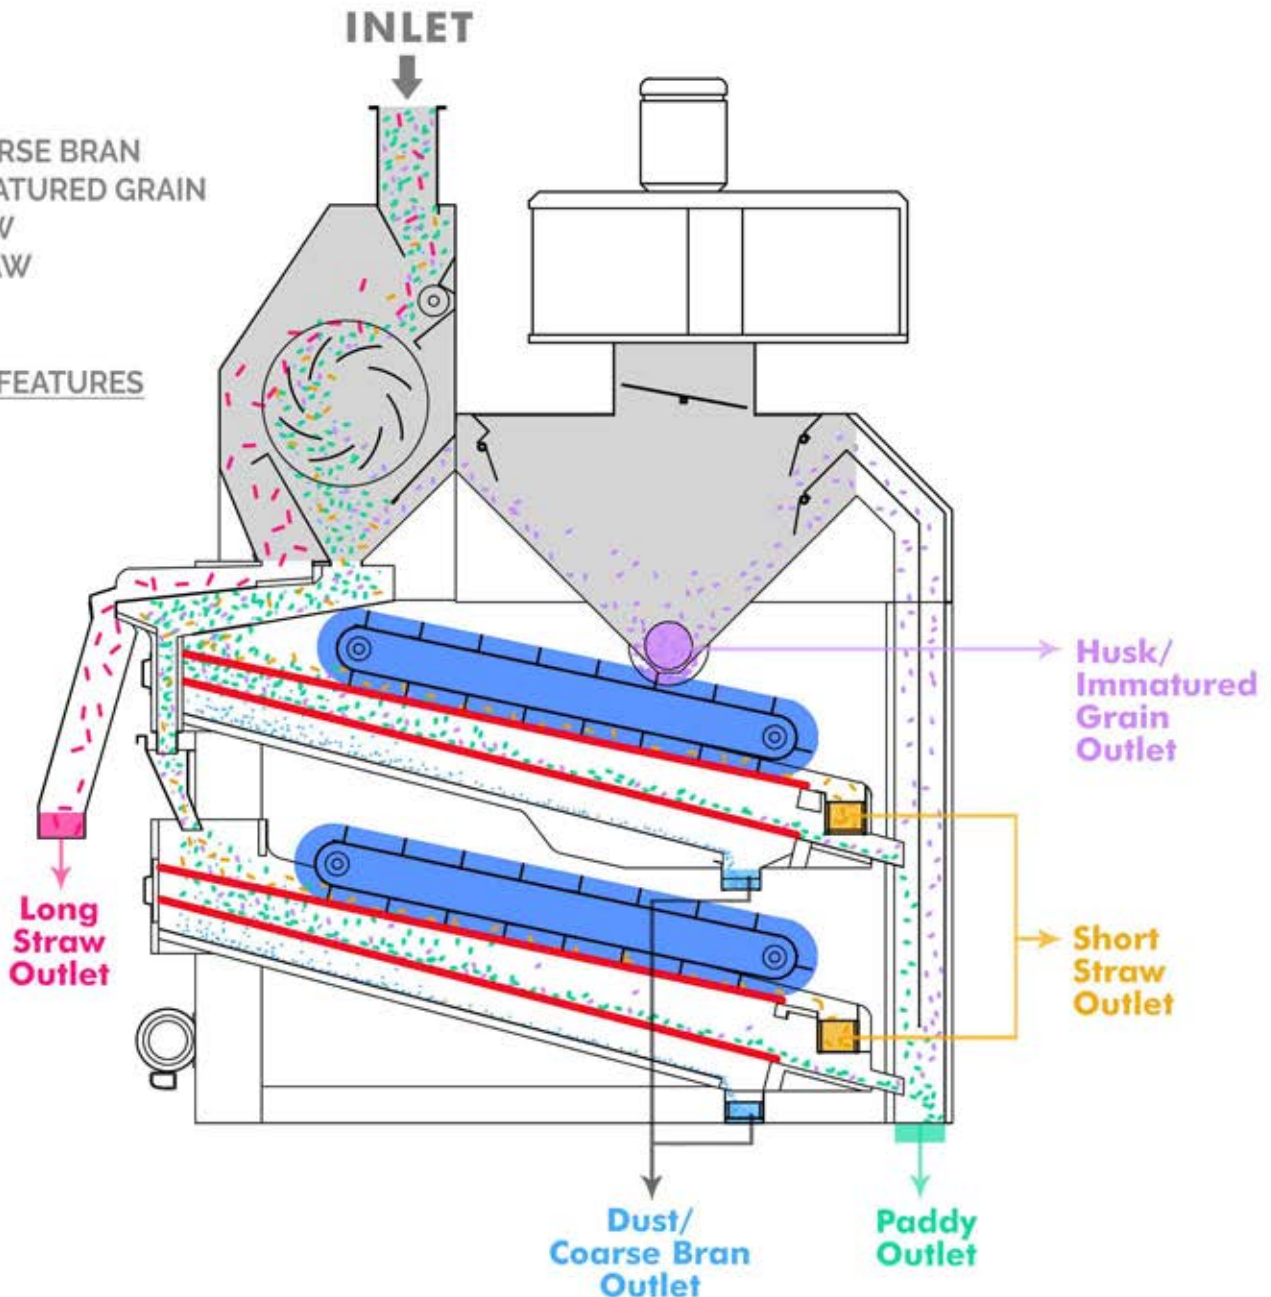 INLET
RSE BRAN
ATURED GRAIN
W
AW
FEATURES
Husk/
Immatured
Grain
Outlet
Long
Straw
Outlet
Short
Straw
Outlet
Dust/
Coarse Bran
Outlet
Paddy
Outlet